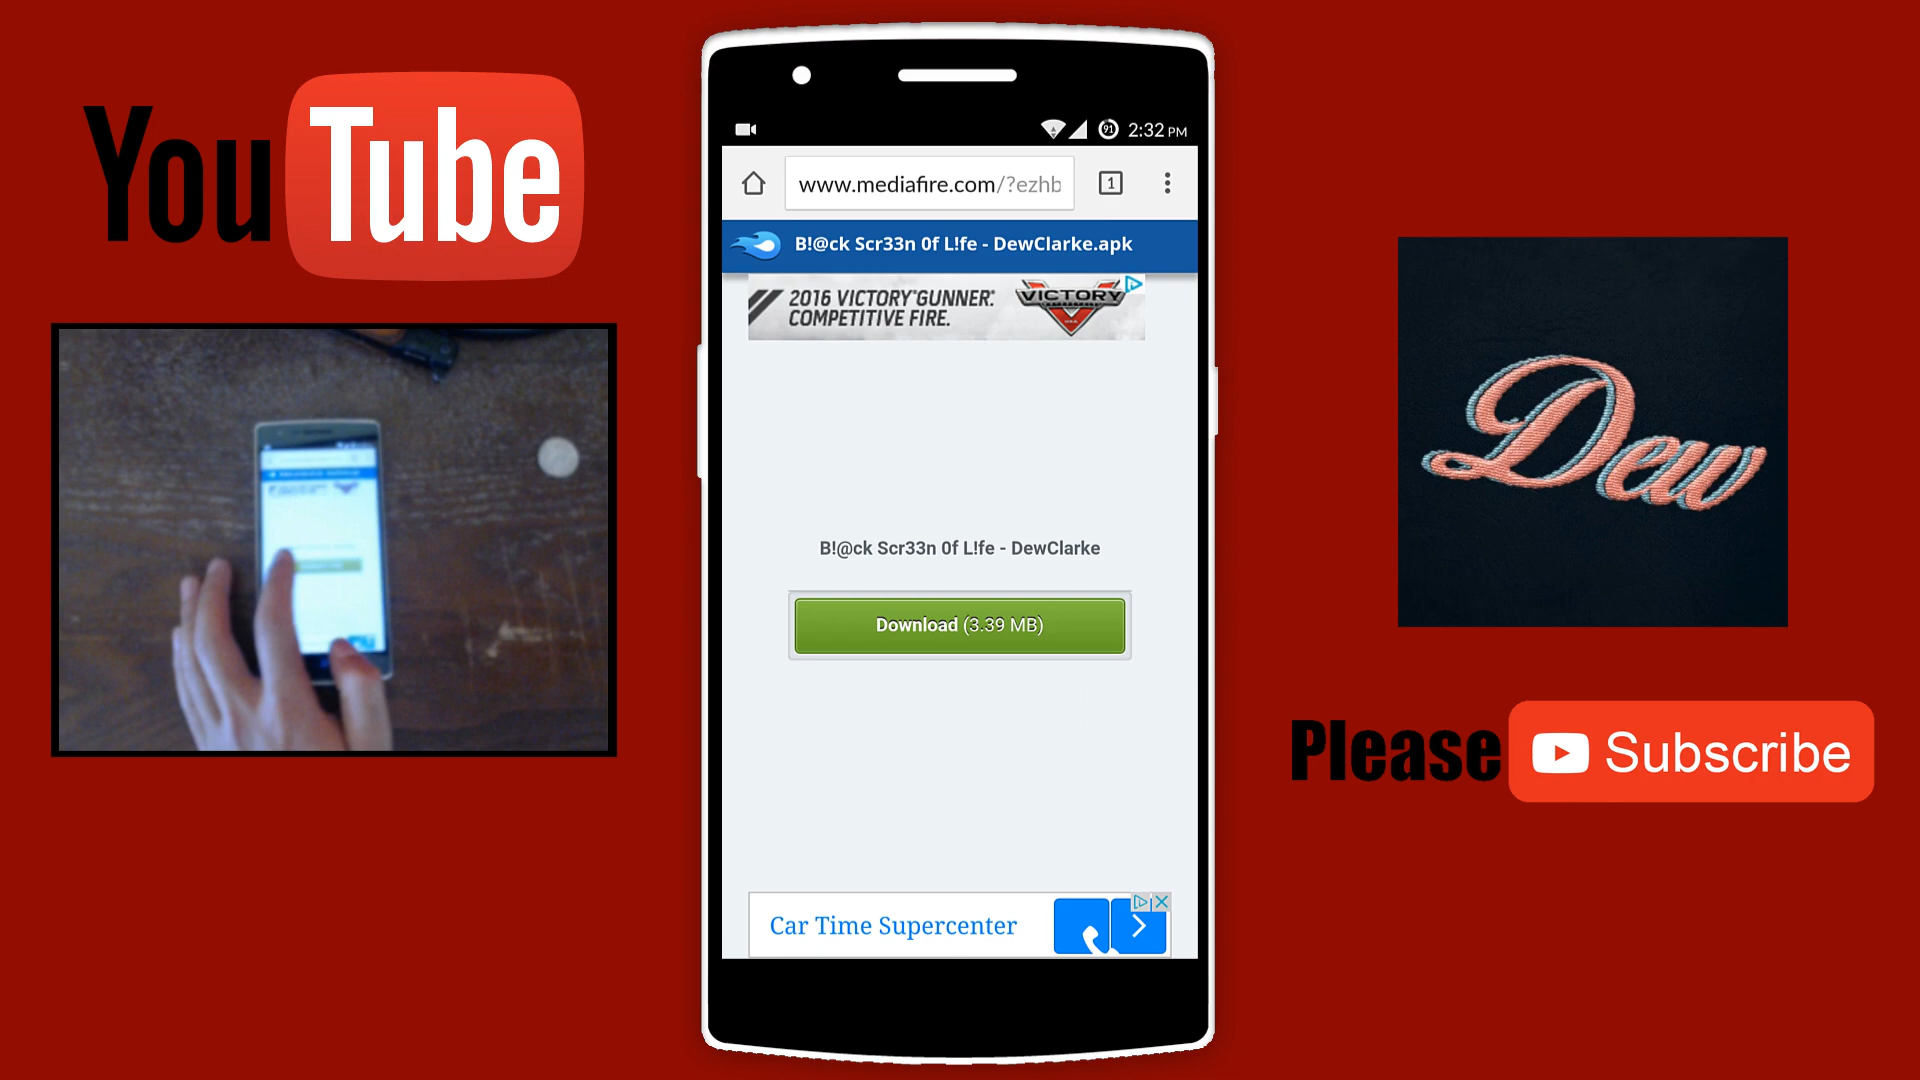 YouTube
91 2:32 PM
www.mediafire.com/?ezhb
1
B!@ck Scr33n 0f L!fe - DewClarke.apk
2016 VICTORY GUNNER.
COMPETITIVE FIRE.
VICTORY
B!@ck Scr33n 0f L!fe - DewClarke
Download (3.39 MB)
Car Time Supercenter
Dew
Please Subscribe